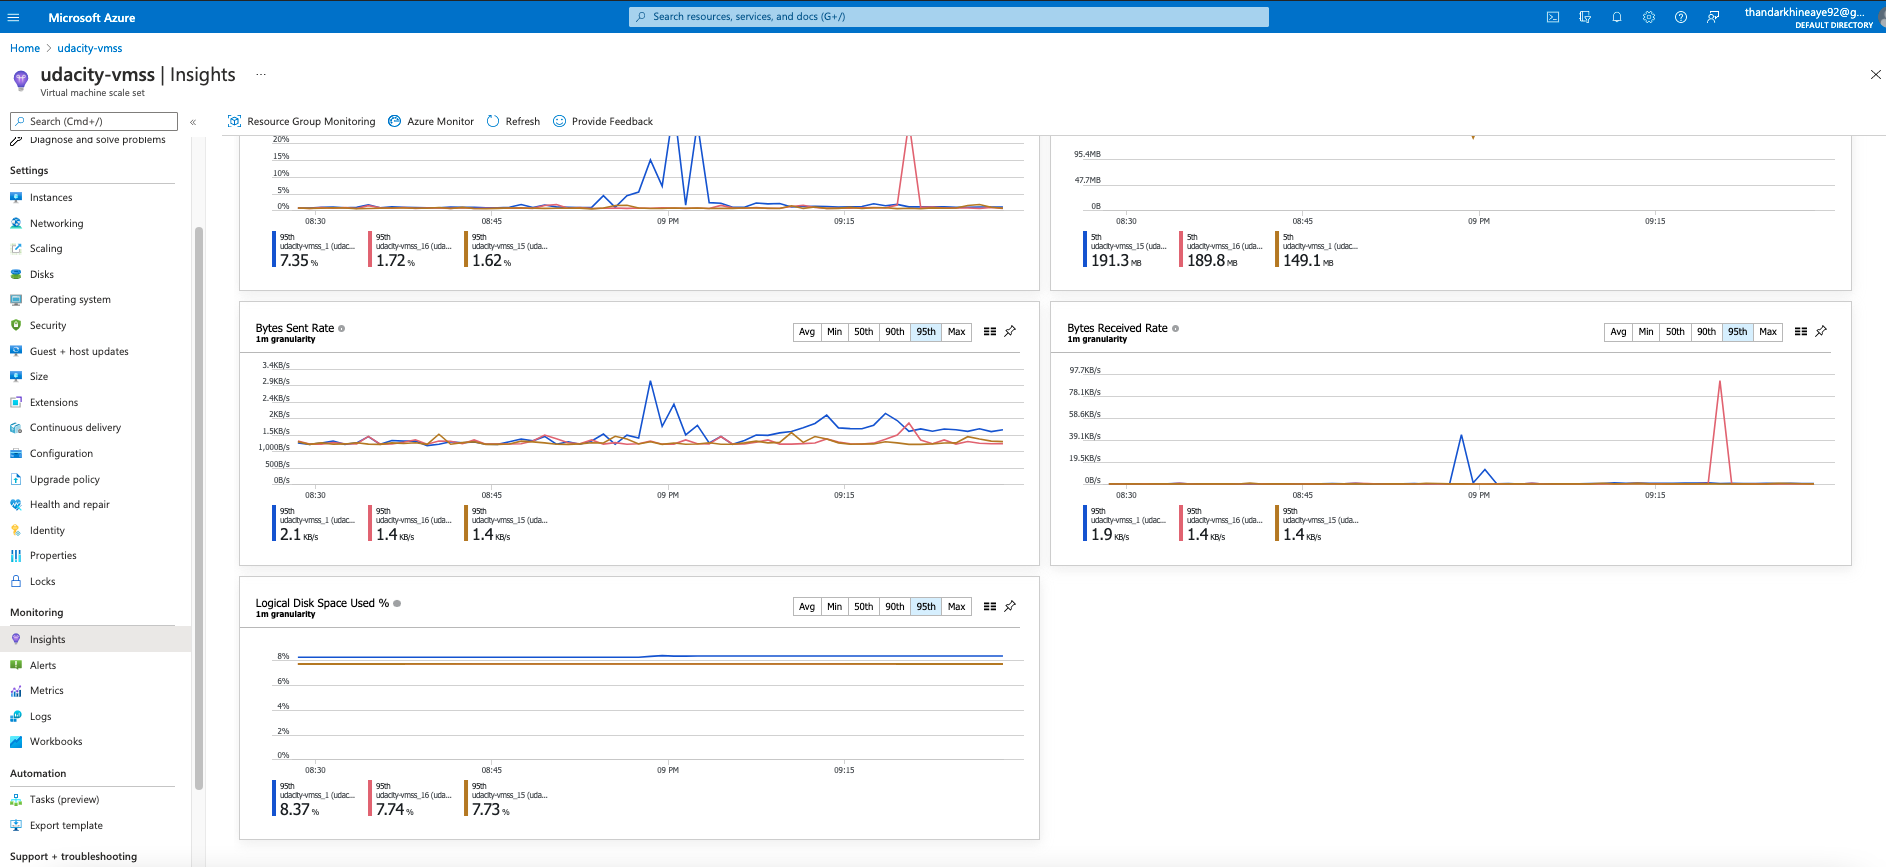 Microsoft Azure
Search resources, services, and docs (G+/)
thandarkhineaye92@g...
DEFAULT DIRECTORY
Home > udacity-vmss
udacity-vmss | Insights ...
Virtual machine scale set
Search (Cmd+/)
«
Resource Group Monitoring
Azure Monitor
Refresh
Provide Feedback
Diagnose and solve problems
Settings
Instances
Networking
Scaling
Disks
Operating system
Security
Guest + host updates
Size
Extensions
Continuous delivery
Configuration
Upgrade policy
Health and repair
Identity
Properties
Locks
Monitoring
Insights
Alerts
Metrics
Logs
Workbooks
Automation
Tasks (preview)
Export template
Support + troubleshooting
20%
15%
10%
5%
0%
08:30 08:45 09 PM 09:15
95th 95th 95th
udacity-vmss_1 (udac... udacity-vmss_16 (uda... udacity-vmss_15 (uda...
7.35 % 1.72 % 1.62 %
95.4MB
47.7MB
0B
08:30 08:45 09 PM 09:15
5th 5th 5th
udacity-vmss_15 (uda... udacity-vmss_16 (uda... udacity-vmss_1 (udac...
191.3 MB 189.8 MB 149.1 MB
Bytes Sent Rate
1m granularity
Avg Min 50th 90th 95th Max
3.4KB/s
2.9KB/s
2.4KB/s
2KB/s
1.5KB/s
1,000B/s
500B/s
0B/s
08:30 08:45 09 PM 09:15
95th 95th 95th
udacity-vmss_1 (udac... udacity-vmss_16 (uda... udacity-vmss_15 (uda...
2.1 KB/s 1.4 KB/s 1.4 KB/s
Bytes Received Rate
1m granularity
Avg Min 50th 90th 95th Max
97.7KB/s
78.1KB/s
58.6KB/s
39.1KB/s
19.5KB/s
0B/s
08:30 08:45 09 PM 09:15
95th 95th 95th
udacity-vmss_1 (udac... udacity-vmss_16 (uda... udacity-vmss_15 (uda...
1.9 KB/s 1.4 KB/s 1.4 KB/s
Logical Disk Space Used %
1m granularity
Avg Min 50th 90th 95th Max
8%
6%
4%
2%
0%
08:30 08:45 09 PM 09:15
95th 95th 95th
udacity-vmss_1 (udac... udacity-vmss_16 (uda... udacity-vmss_15 (uda...
8.37 % 7.74 % 7.73 %